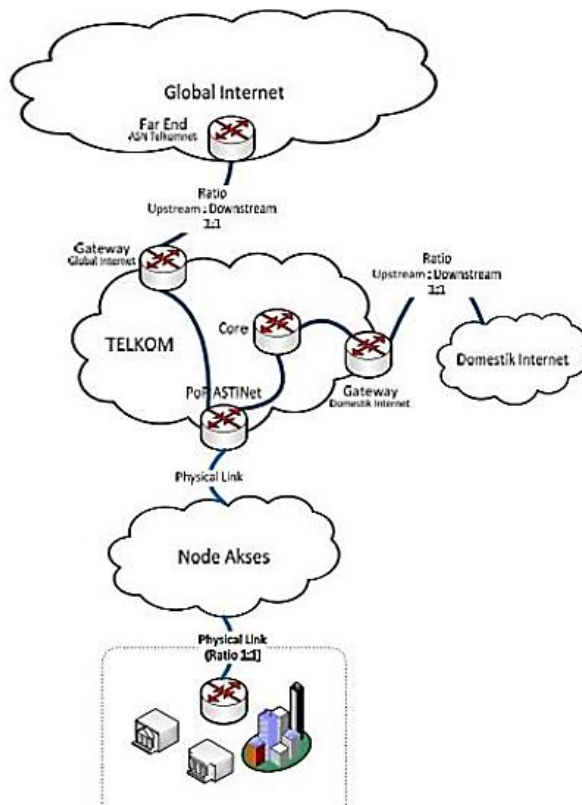 Global Internet
Far End
ASN Telkomnet
Ratio
Upstream : Downstream
1:1
Gateway
Global Internet
Ratio
Upstream : Downstream
1:1
Core
TELKOM
Domestik Internet
PoP ASTINet
Gateway
Domestik Internet
Physical Link
Node Akses
Physical Link
(Ratio 1:1)